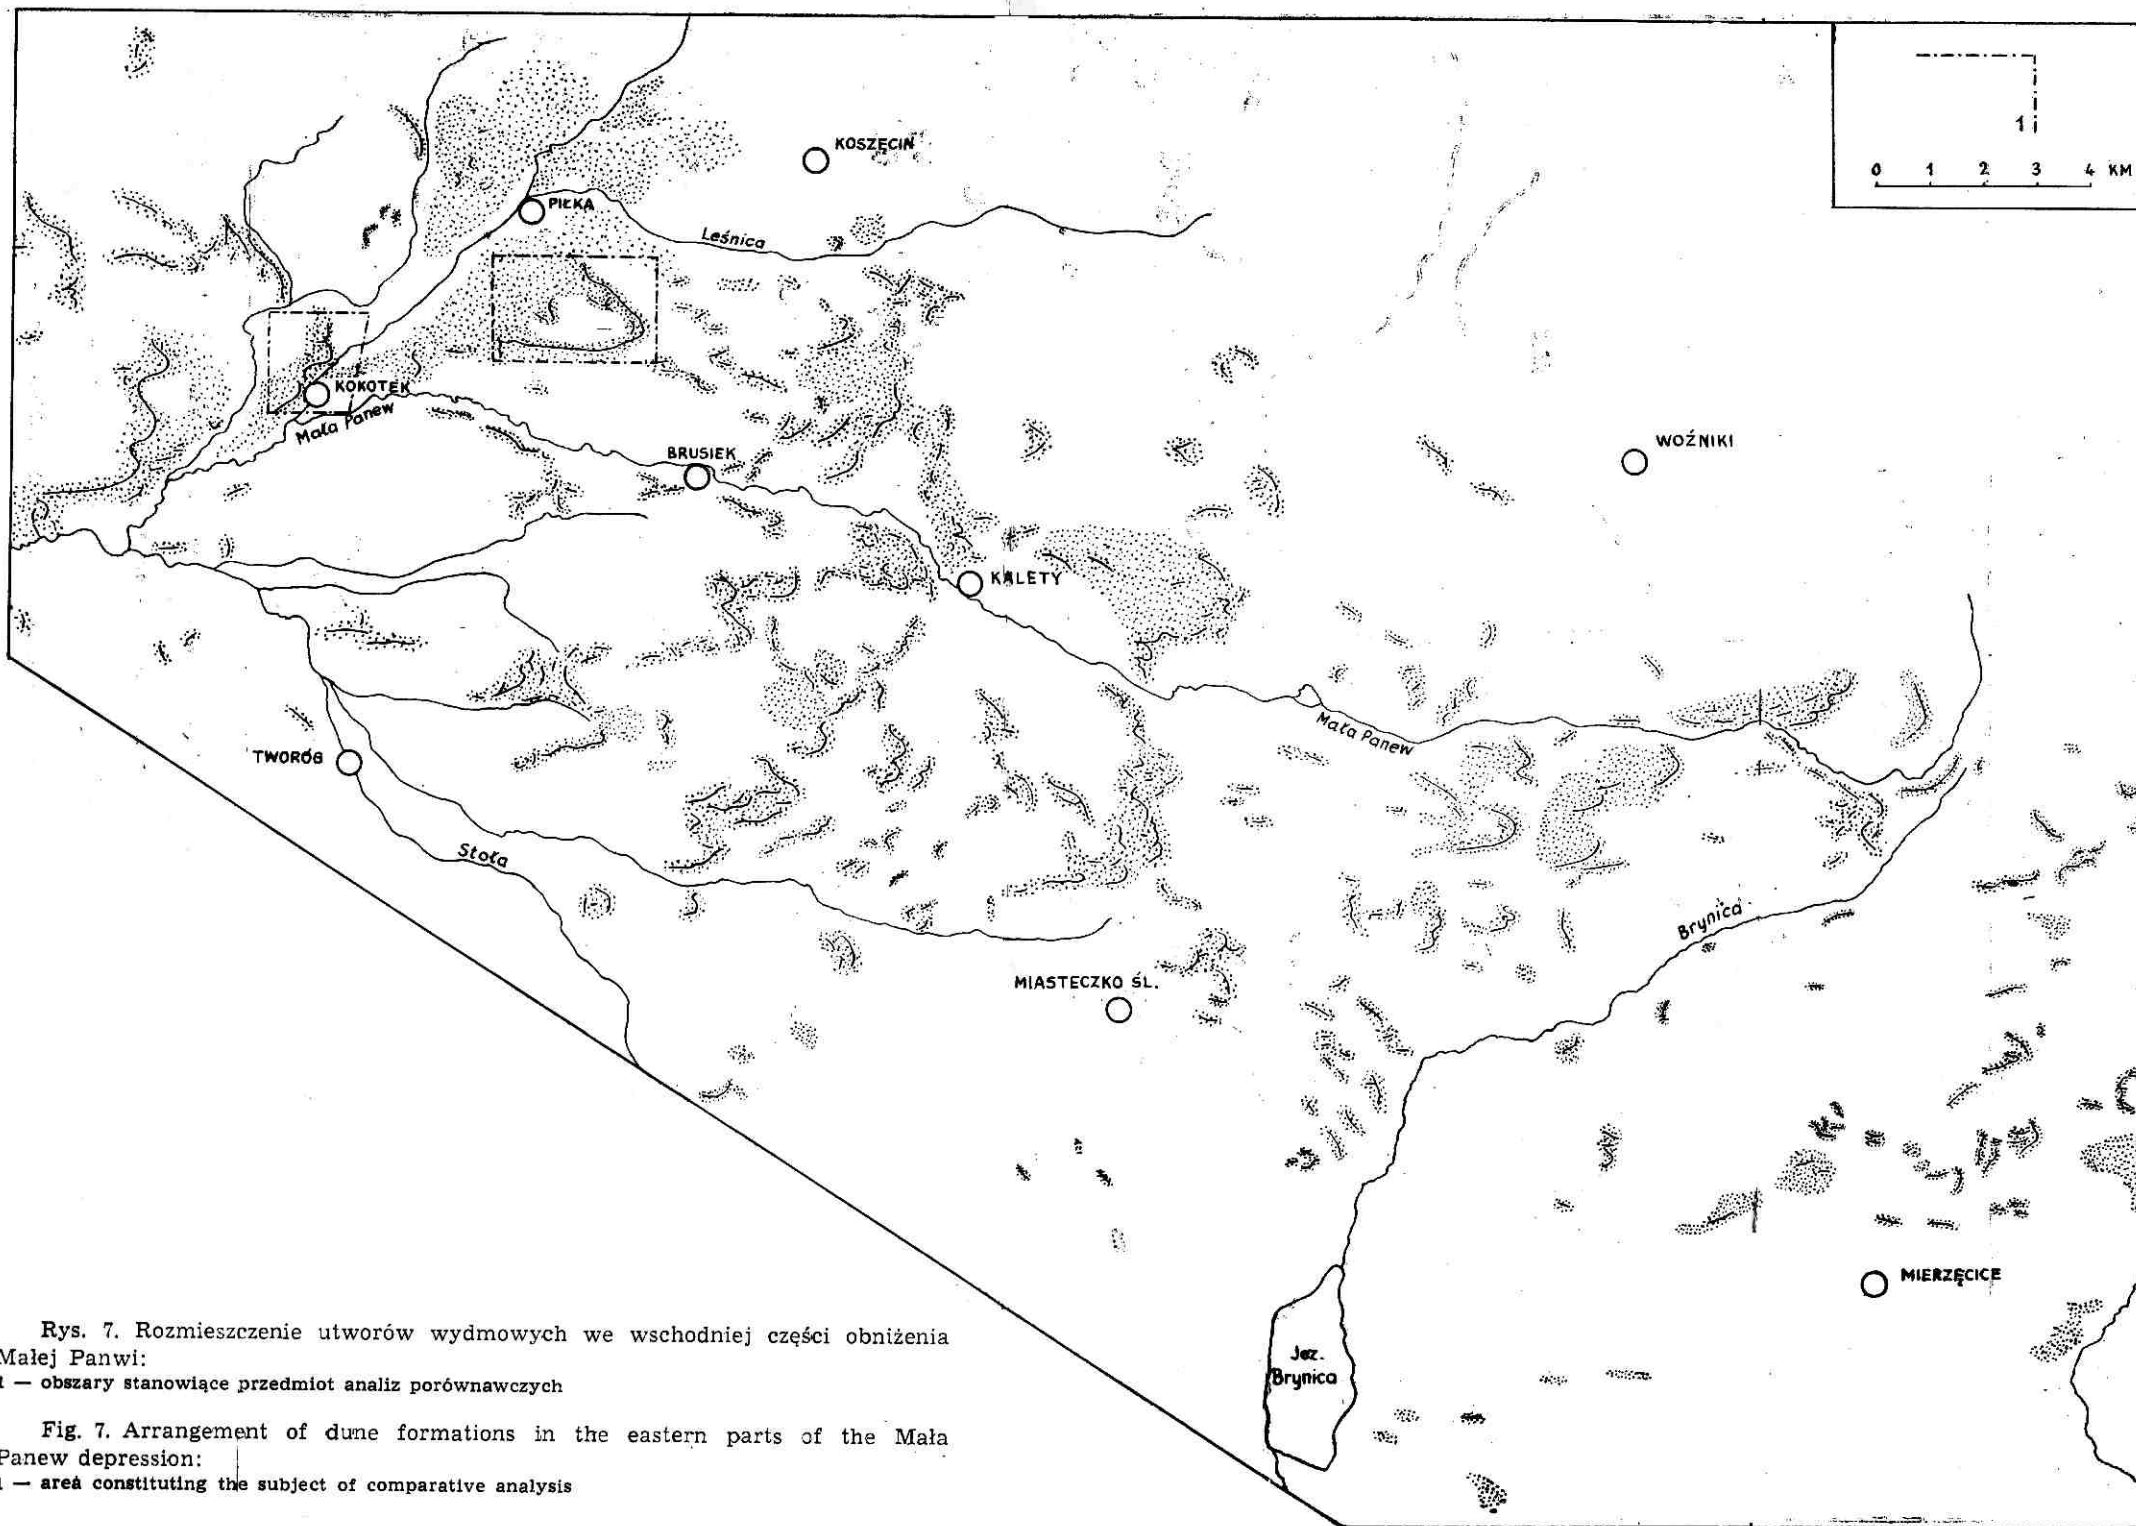 1
0 1 2 3 4 KM
KOSZĘCIN
PIŁKA
Leśnica
KOKOTEK
Mała Panew
BRUSIEK
WOŹNIKI
KALETY
Mała Panew
TWORÓG
Stoła
Brynica
MIASTECZKO ŚL.
MIERZĘCICE
Jez.
Brynica
Rys. 7. Rozmieszczenie utworów wydmowych we wschodniej części obniżenia
Małej Panwi:
1 — obszary stanowiące przedmiot analiz porównawczych
Fig. 7. Arrangement of dune formations in the eastern parts of the Mała
Panew depression:
1 — area constituting the subject of comparative analysis